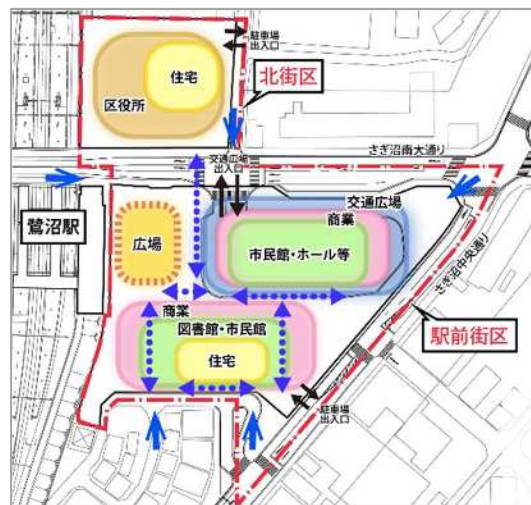 駐車場
出入口
住宅
区役所
北街区
さぎ沼南大通り
交通広場
出入口
交通広場
鷺沼駅
広場
商業
市民館・ホール等
さぎ沼中央通り
商業
図書館・市民館
駅前街区
住宅
駐車場
出入口